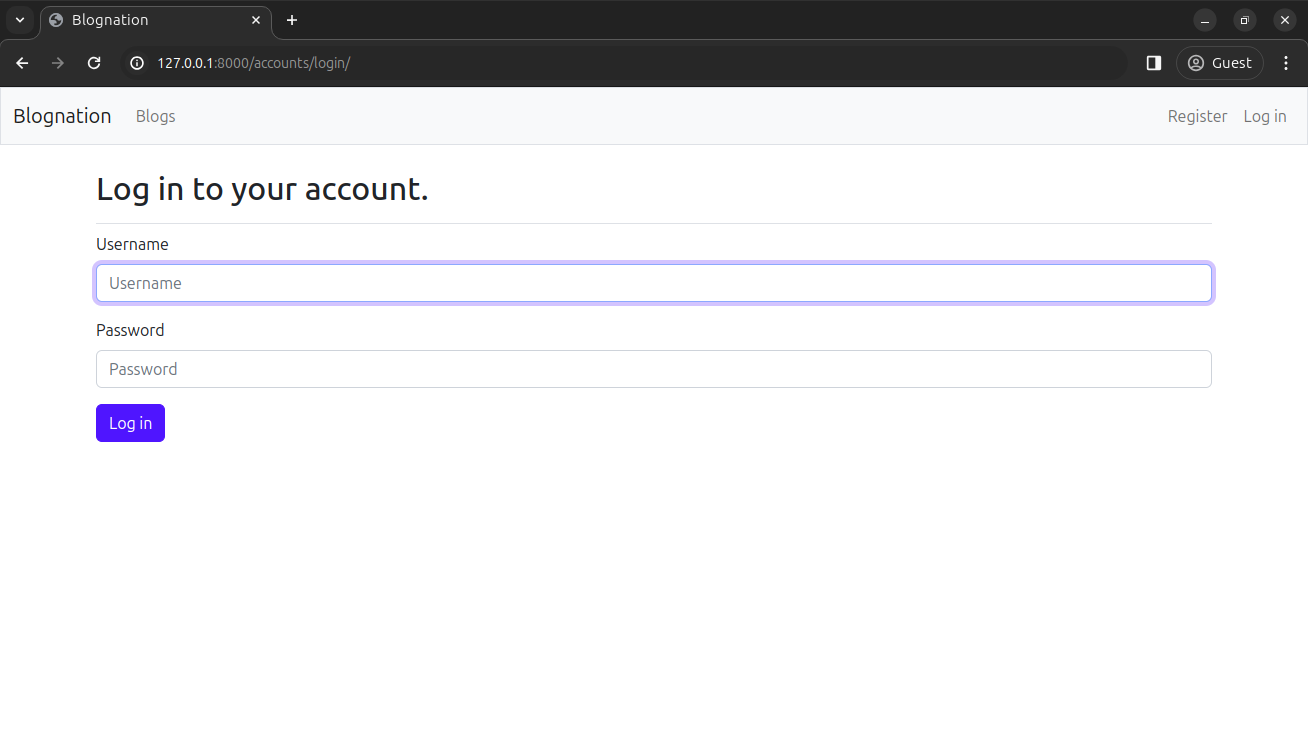 Blognation
127.0.0.1:8000/accounts/login/
Guest
Blognation Blogs Register Log in
Log in to your account.
Username
Username
Password
Password
Log in